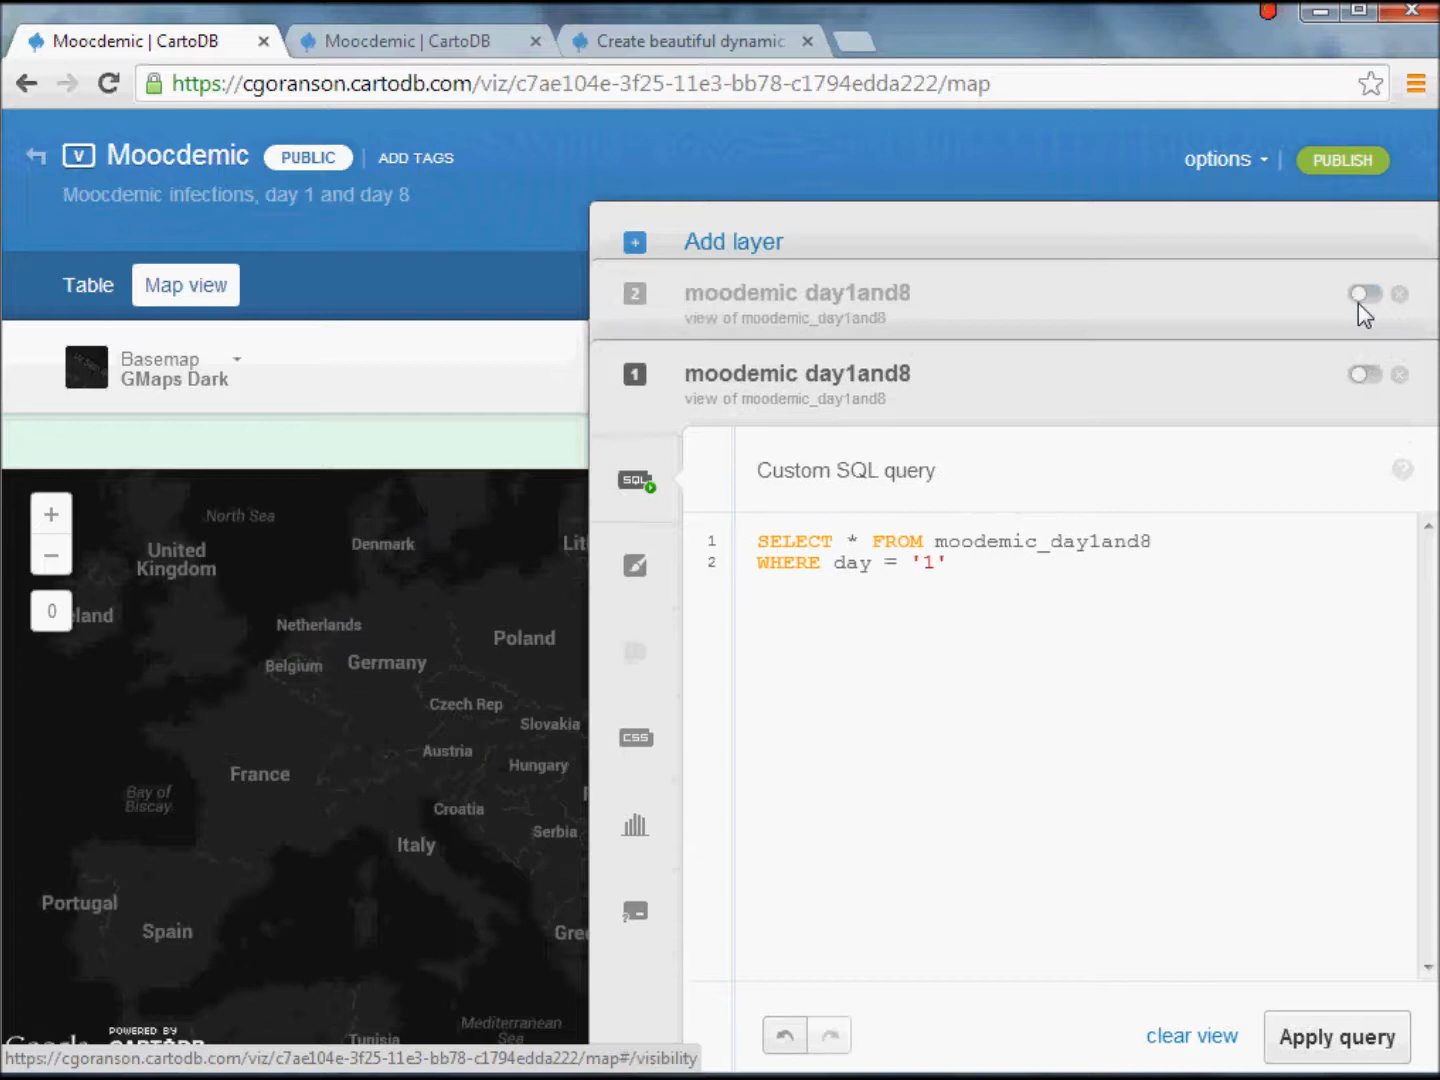 Moocdemic | CartoDB
Moocdemic | CartoDB
Create beautiful dynamic
https://cgoranson.cartodb.com/viz/c7ae104e-3f25-11e3-bb78-c1794edda222/map
V Moocdemic PUBLIC | ADD TAGS
options | PUBLISH
Moocdemic infections, day 1 and day 8
+ Add layer
Table Map view
2 moodemic day1and8
view of moodemic_day1and8
Basemap
GMaps Dark
1 moodemic day1and8
view of moodemic_day1and8
SQL
Custom SQL query
1 SELECT * FROM moodemic_day1and8
2 WHERE day = '1'
CSS
+
−
0
North Sea
United
Kingdom
Denmark
Lit
eland
Netherlands
Poland
Belgium
Germany
Czech Rep
Slovakia
Austria
Hungary
France
Bay of
Biscay
Croatia
Serbia
Italy
Portugal
Spain
Gree
Mediterranean
Sea
Tunisia
POWERED BY
CARTODB
Google
clear view
Apply query
https://cgoranson.cartodb.com/viz/c7ae104e-3f25-11e3-bb78-c1794edda222/map#/visibility